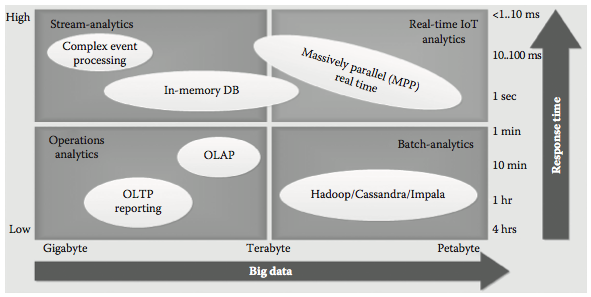 High
Stream-analytics
Real-time IoT
analytics
<1..10 ms
Complex event
processing
Massively parallel (MPP)
real time
10..100 ms
In-memory DB
1 sec
Operations
analytics
OLAP
Batch-analytics
1 min
10 min
OLTP
reporting
Hadoop/Cassandra/Impala
1 hr
Low
4 hrs
Response time
Gigabyte
Terabyte
Petabyte
Big data